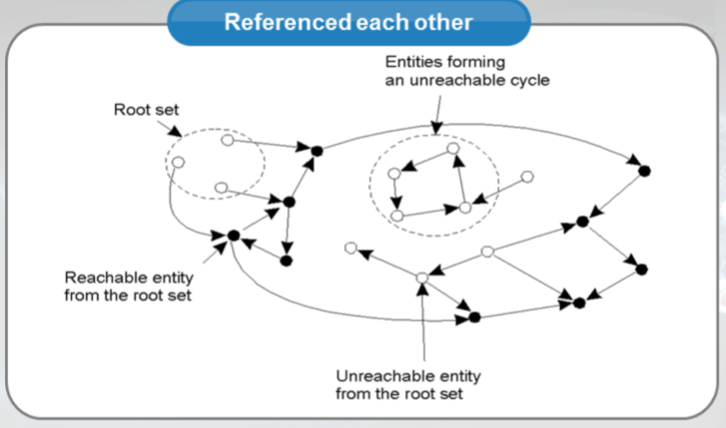 Referenced each other
Entities forming
an unreachable cycle
Root set
Reachable entity
from the root set
Unreachable entity
from the root set